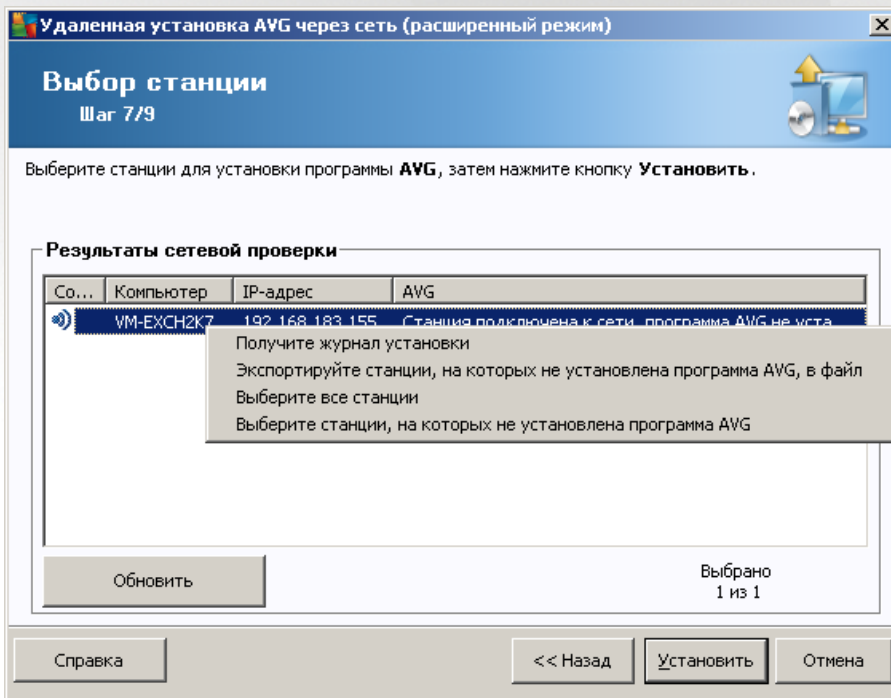 Удаленная установка AVG через сеть (расширенный режим)
Выбор станции
Шаг 7/9
Выберите станции для установки программы AVG, затем нажмите кнопку Установить.
Результаты сетевой проверки
Со... Компьютер IP-адрес AVG
VM-EXCH2K7 192.168.183.155 Станция подключена к сети, программа AVG не уста...
Получите журнал установки
Экспортируйте станции, на которых не установлена программа AVG, в файл
Выберите все станции
Выберите станции, на которых не установлена программа AVG
Обновить
Выбрано
1 из 1
Справка << Назад Установить Отмена